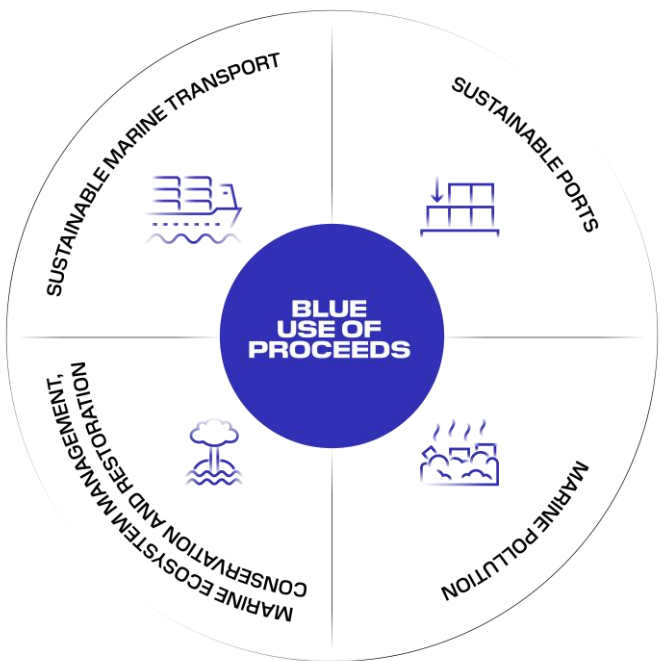 SUSTAINABLE MARINE TRANSPORT
SUSTAINABLE PORTS
BLUE
USE OF
PROCEEDS
MARINE ECOSYSTEM MANAGEMENT,
CONSERVATION AND RESTORATION
MARINE POLLUTION